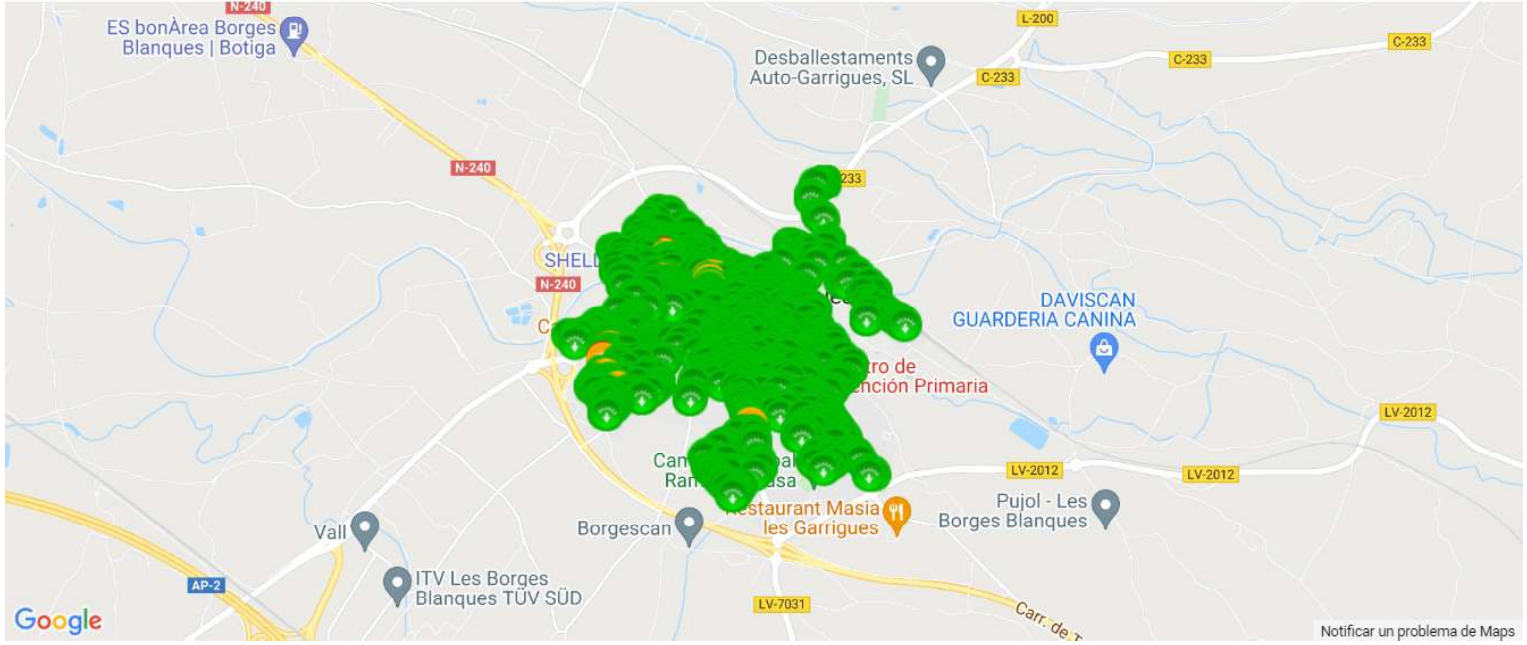 N-240
ES bonÀrea Borges
Blanques | Botiga
L-200
C-233
Desballestaments
Auto-Garrigues, SL
C-233
C-233
N-240
233
SHELL
N-240
DAVISCAN
GUARDERIA CANINA
tro de
ención Primaria
LV-2012
LV-2012
LV-2012
Pujol - Les
Borges Blanques
Restaurant Masia
les Garrigues
Borgescan
Vall
AP-2
ITV Les Borges
Blanques TÜV SÜD
LV-7031
Carr. de T
Google
Notificar un problema de Maps